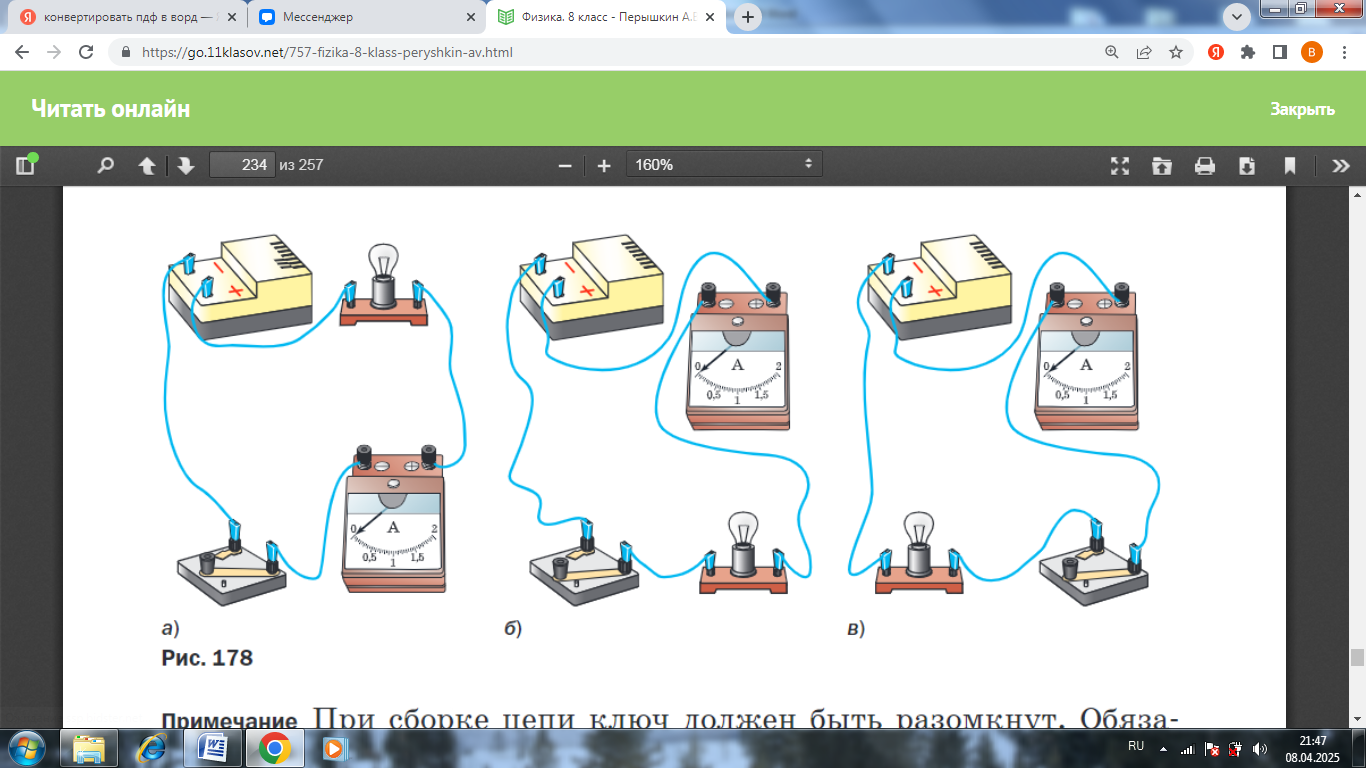 конвертировать пдф в ворд —
Мессенджер
Физика. 8 класс - Перышкин А.В
https://go.11klasov.net/757-fizika-8-klass-peryshkin-av.html
Я
В
Читать онлайн
Закрыть
234 из 257
160%
− + − + − +
A A
0 2 0 2
0,5 1 1,5 0,5 1 1,5
A
0 2
0,5 1 1,5
а) б) в)
Рис. 178
Примечание При сборке цепи ключ должен быть разомкнут. Обяза-
RU
21:47
08.04.2025